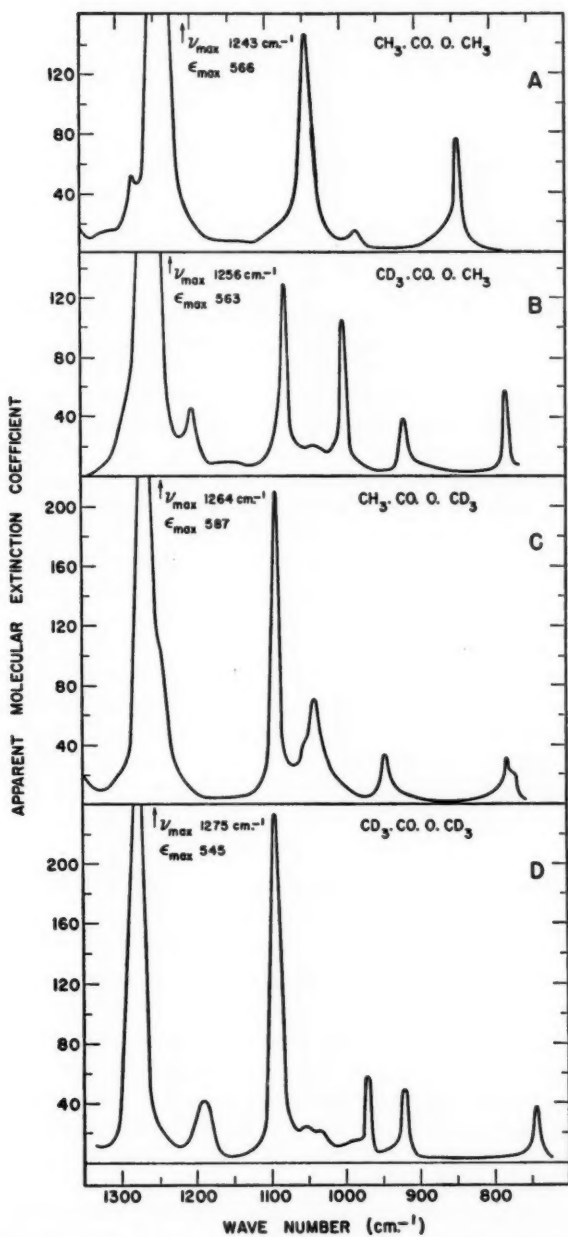 ↑ νmax 1243 cm.-1
CH3. CO. O. CH3
ϵmax 566
A
120
80
40
↑ νmax 1256 cm.-1
CD3. CO. O. CH3
ϵmax 563
B
120
80
40
↑ νmax 1264 cm.-1
CH3. CO. O. CD3
ϵmax 587
C
200
160
120
80
40
↑ νmax 1275 cm.-1
CD3. CO. O. CD3
ϵmax 545
D
200
160
120
80
40
APPARENT MOLECULAR EXTINCTION COEFFICIENT
1300 1200 1100 1000 900 800
WAVE NUMBER (cm.-1)